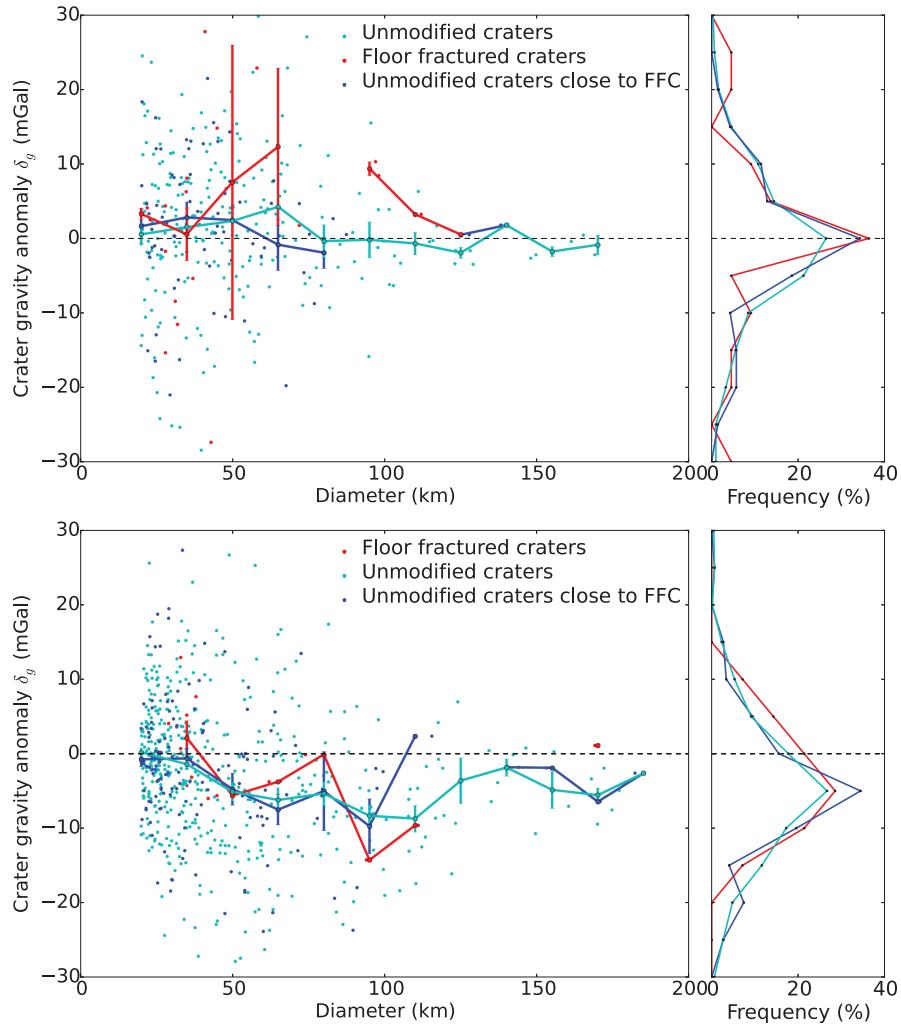 30
20
10
0
−10
−20
−30
Crater gravity anomaly δg (mGal)
Unmodified craters
Floor fractured craters
Unmodified craters close to FFC
0 50 100 150 200
Diameter (km)
0 20 40
Frequency (%)
30
20
10
0
−10
−20
−30
Crater gravity anomaly δg (mGal)
Floor fractured craters
Unmodified craters
Unmodified craters close to FFC
0 50 100 150 200
Diameter (km)
0 20 40
Frequency (%)